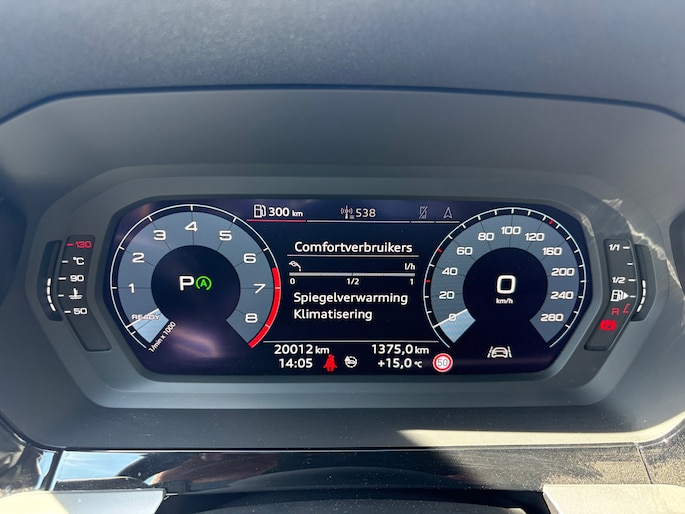 300 km
538
Comfortverbruikers
l/h
0 1/2 1
Spiegelverwarming
Klimatisering
20012 km
1375,0 km
14:05
+15,0 °C
50
130
°C
90
50
READY
1
2
3
4
5
6
7
8
1/min x 1000
P A
0
20
40
60
80
100
120
140
160
200
240
280
0
km/h
1/1
1/2
R